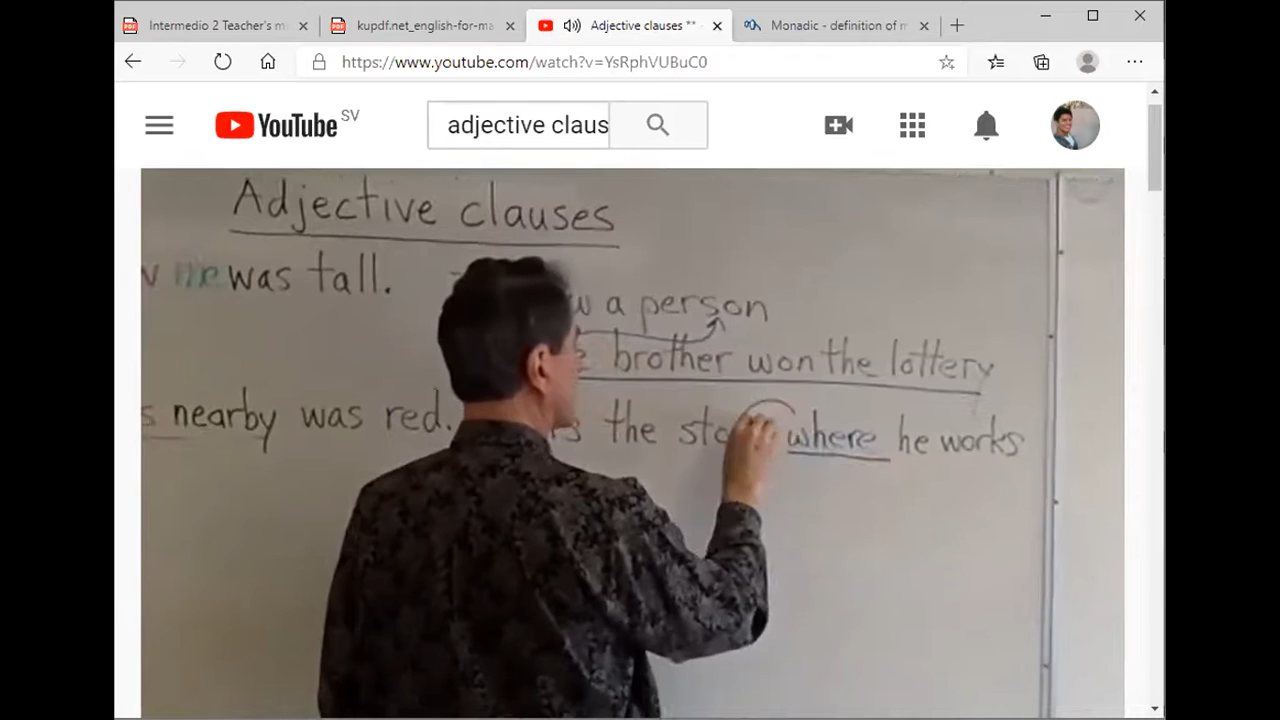 Intermedio 2 Teacher's m
kupdf.net_english-for-ma
Adjective clauses **
Monadic - definition of m
https://www.youtube.com/watch?v=YsRphVUBuC0
YouTube SV
adjective claus
Adjective clauses
was tall.
a person
brother won the lottery
nearby was red. the where he works